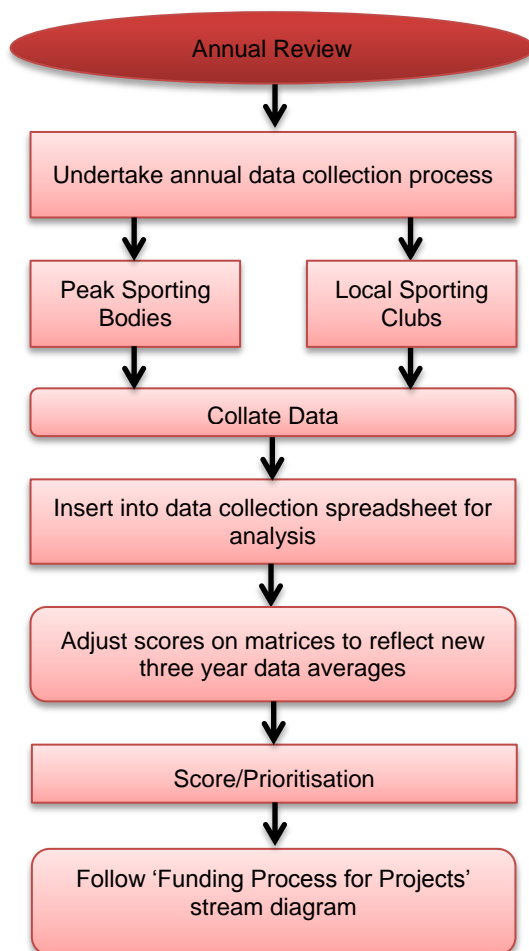 Annual Review
Undertake annual data collection process
Peak Sporting
Bodies
Local Sporting
Clubs
Collate Data
Insert into data collection spreadsheet for
analysis
Adjust scores on matrices to reflect new
three year data averages
Score/Prioritisation
Follow ‘Funding Process for Projects’
stream diagram